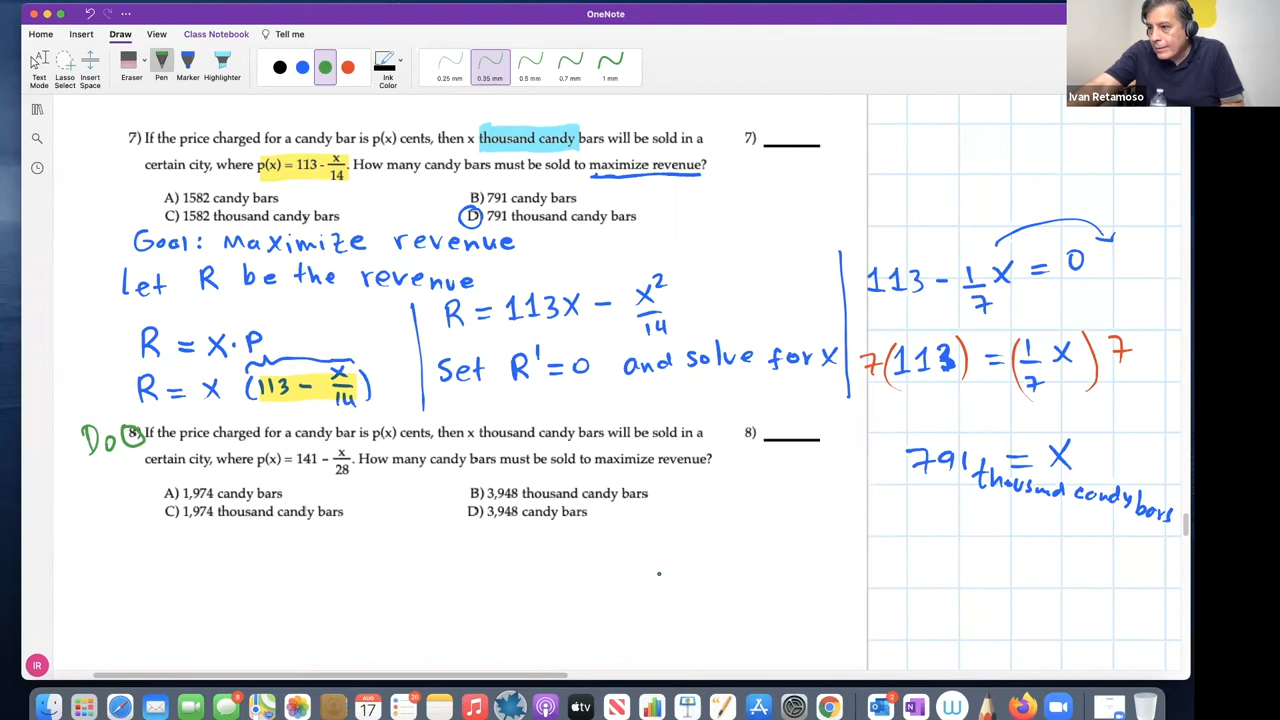 OneNote
Home Insert Draw View Class Notebook Tell me
Text Mode Lasso Select Insert Space Eraser Pen Marker Highlighter Ink Color 0.25 mm 0.35 mm 0.5 mm 0.7 mm 1 mm
Ivan Retamoso
7) If the price charged for a candy bar is p(x) cents, then x thousand candy bars will be sold in a 7)
certain city, where p(x) = 113 - x/14. How many candy bars must be sold to maximize revenue?
A) 1582 candy bars B) 791 candy bars
C) 1582 thousand candy bars D) 791 thousand candy bars
Goal: Maximize revenue
Let R be the revenue
R = x · P
R = x (113 - x/14)
R = 113x - x²/14
Set R' = 0 and solve for x
113 - 1/7 x = 0
7(113) = (1/7 x) 7
791 = x
thousand candy bars
Do 8) If the price charged for a candy bar is p(x) cents, then x thousand candy bars will be sold in a 8)
certain city, where p(x) = 141 - x/28. How many candy bars must be sold to maximize revenue?
A) 1,974 candy bars B) 3,948 thousand candy bars
C) 1,974 thousand candy bars D) 3,948 candy bars
IR
8 AUG 17 26 tv 2